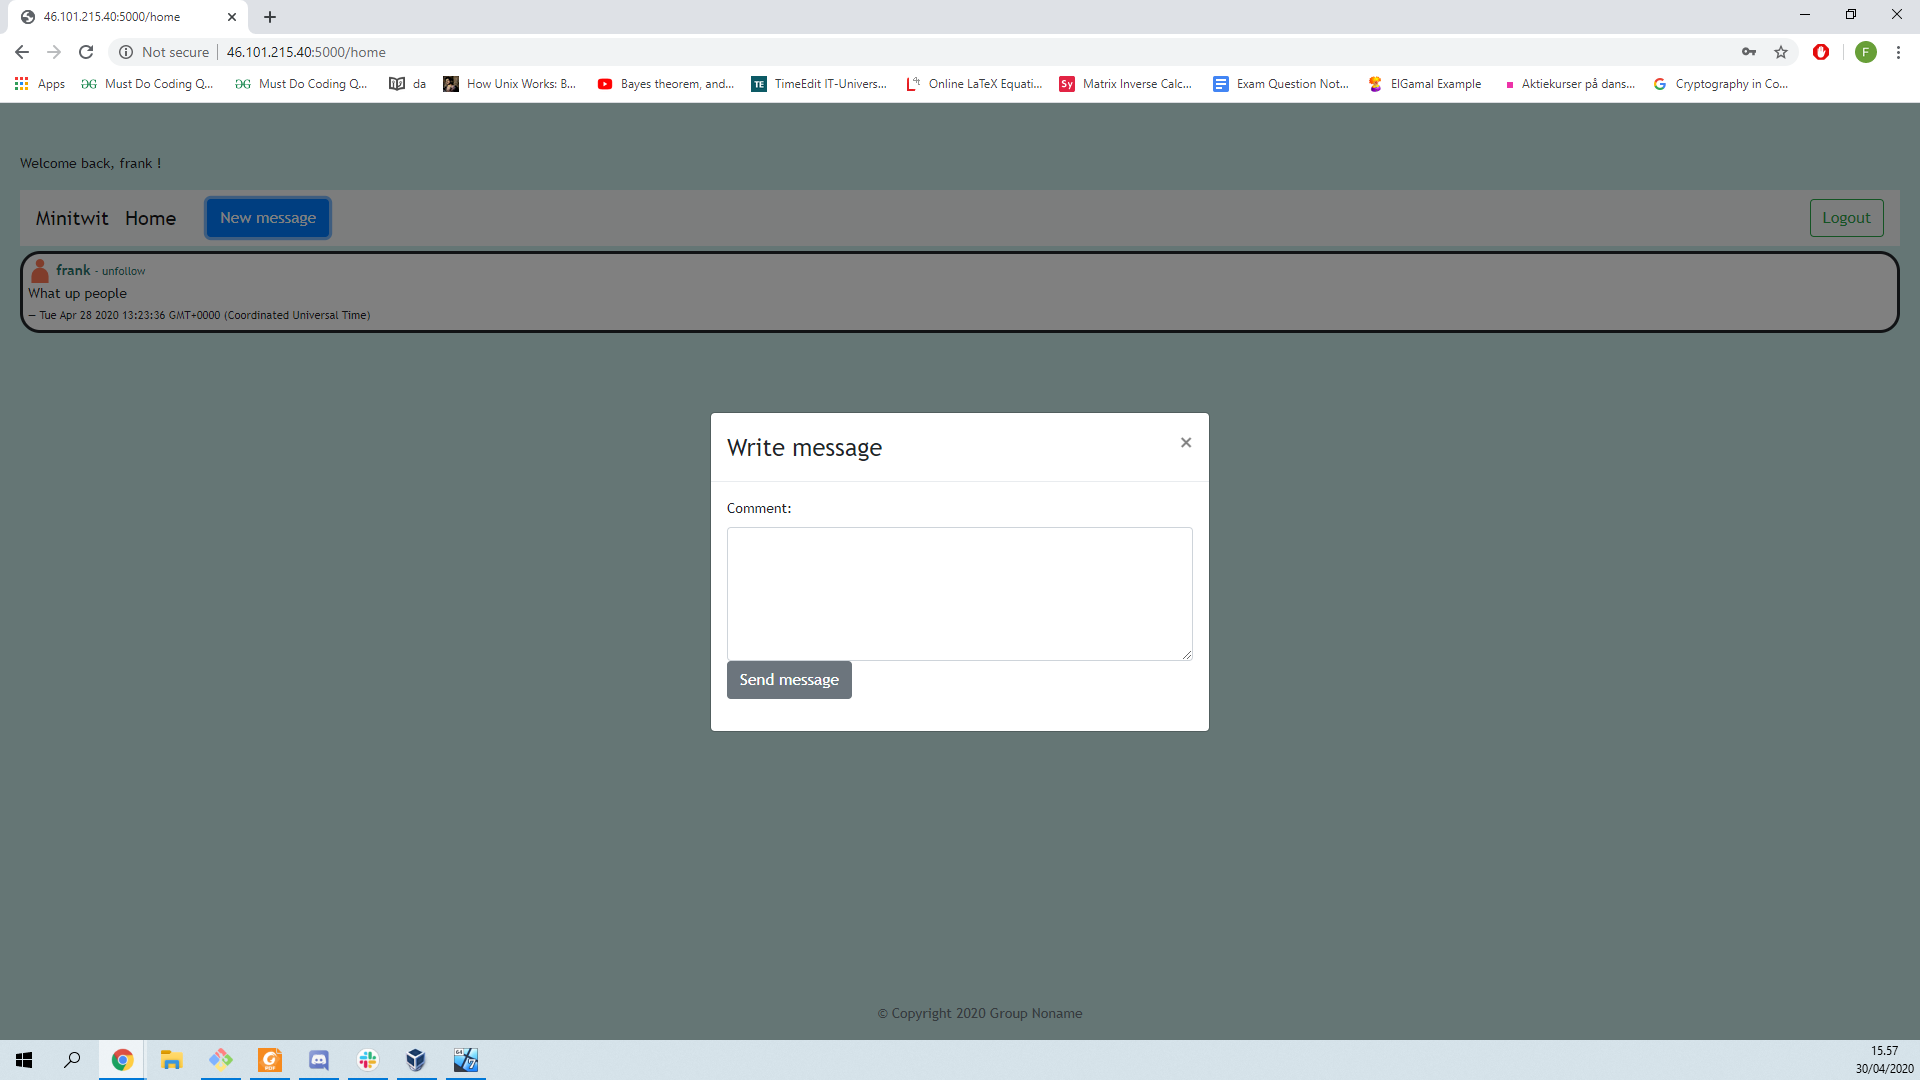 46.101.215.40:5000/home
Not secure 46.101.215.40:5000/home F
Apps Must Do Coding Q... Must Do Coding Q... da How Unix Works: B... Bayes theorem, and... TE TimeEdit IT-Univers... Online LaTeX Equati... Sy Matrix Inverse Calc... Exam Question Not... ElGamal Example Aktiekurser på dans... Cryptography in Co...
Welcome back, frank !
Minitwit Home New message Logout
frank - unfollow
What up people
— Tue Apr 28 2020 13:23:36 GMT+0000 (Coordinated Universal Time)
Write message ×
Comment:
Send message
© Copyright 2020 Group Noname
15.57
30/04/2020